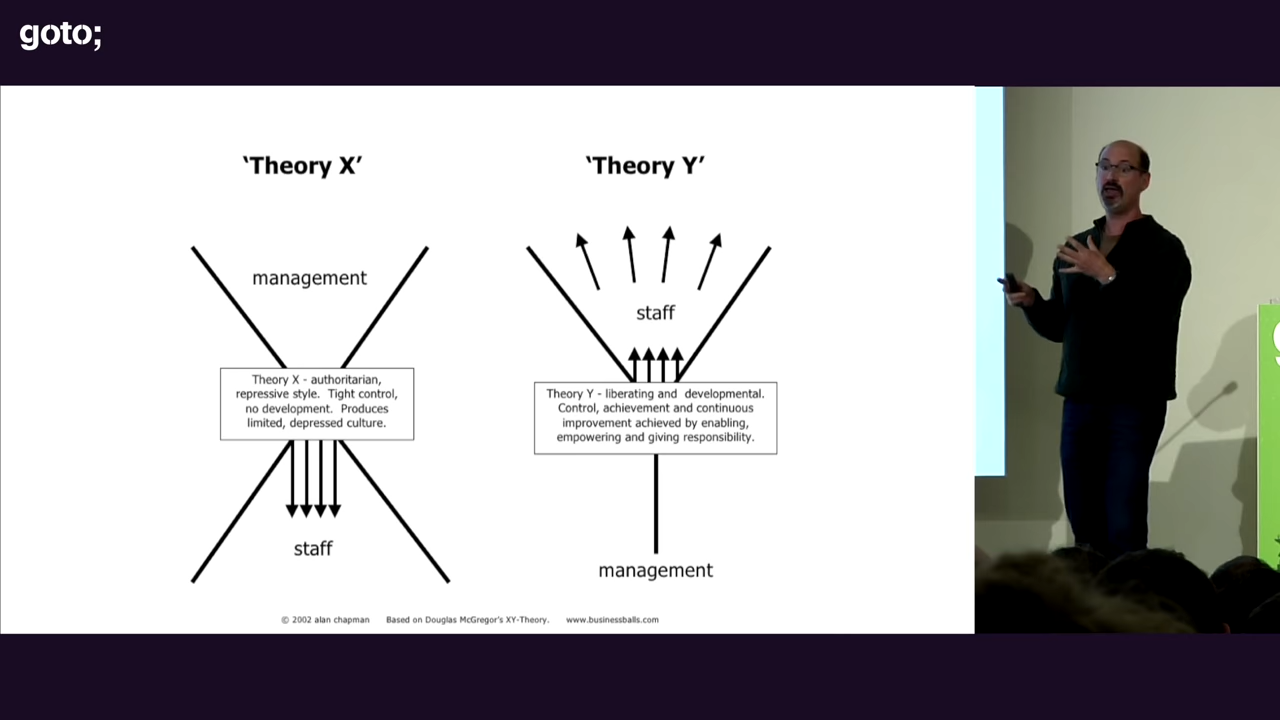 goto;
‘Theory X’
management
Theory X - authoritarian,
repressive style. Tight control,
no development. Produces
limited, depressed culture.
staff
‘Theory Y’
staff
Theory Y - liberating and developmental.
Control, achievement and continuous
improvement achieved by enabling,
empowering and giving responsibility.
management
© 2002 alan chapman Based on Douglas McGregor's XY-Theory. www.businessballs.com